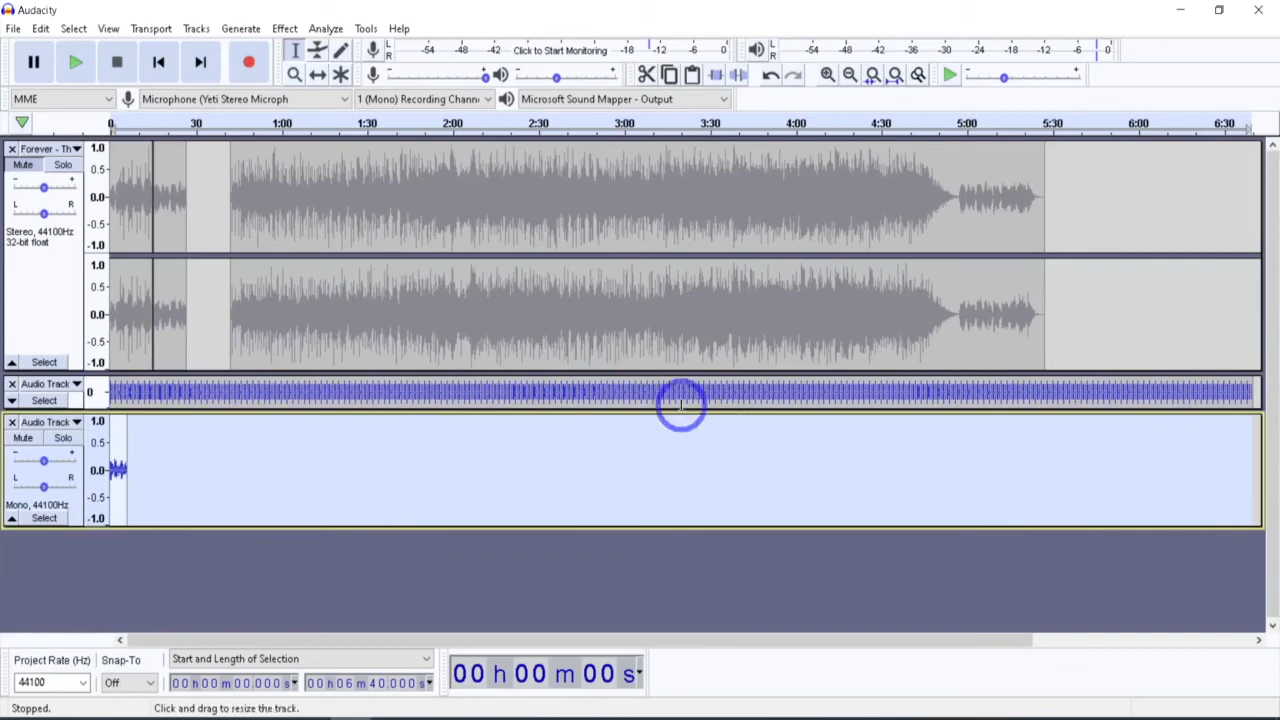 Audacity
File Edit Select View Transport Tracks Generate Effect Analyze Tools Help
L R -54 -48 -42 Click to Start Monitoring -18 -12 -6 0 L R -54 -48 -42 -36 -30 -24 -18 -12 -6 0
- + - +
MME Microphone (Yeti Stereo Microph 1 (Mono) Recording Chann Microsoft Sound Mapper - Output
0 30 1:00 1:30 2:00 2:30 3:00 3:30 4:00 4:30 5:00 5:30 6:00 6:30
Forever - Th
Mute Solo
- +
L R
Stereo, 44100Hz
32-bit float
Select
1.0
0.5
0.0
-0.5
-1.0
1.0
0.5
0.0
-0.5
-1.0
Audio Track
Select
0
Audio Track
Mute Solo
- +
L R
Mono, 44100Hz
Select
1.0
0.5
0.0
-0.5
-1.0
Project Rate (Hz) Snap-To Start and Length of Selection
44100 Off 00 h 00 m 00.000 s 00 h 06 m 40.000 s
00 h 00 m 00 s
Stopped. Click and drag to resize the track.